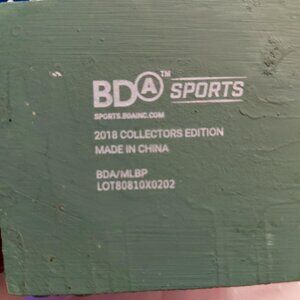 BDA™ SPORTS
SPORTS.BDAINC.COM
2018 COLLECTORS EDITION
MADE IN CHINA
BDA/MLBP
LOT80810X0202